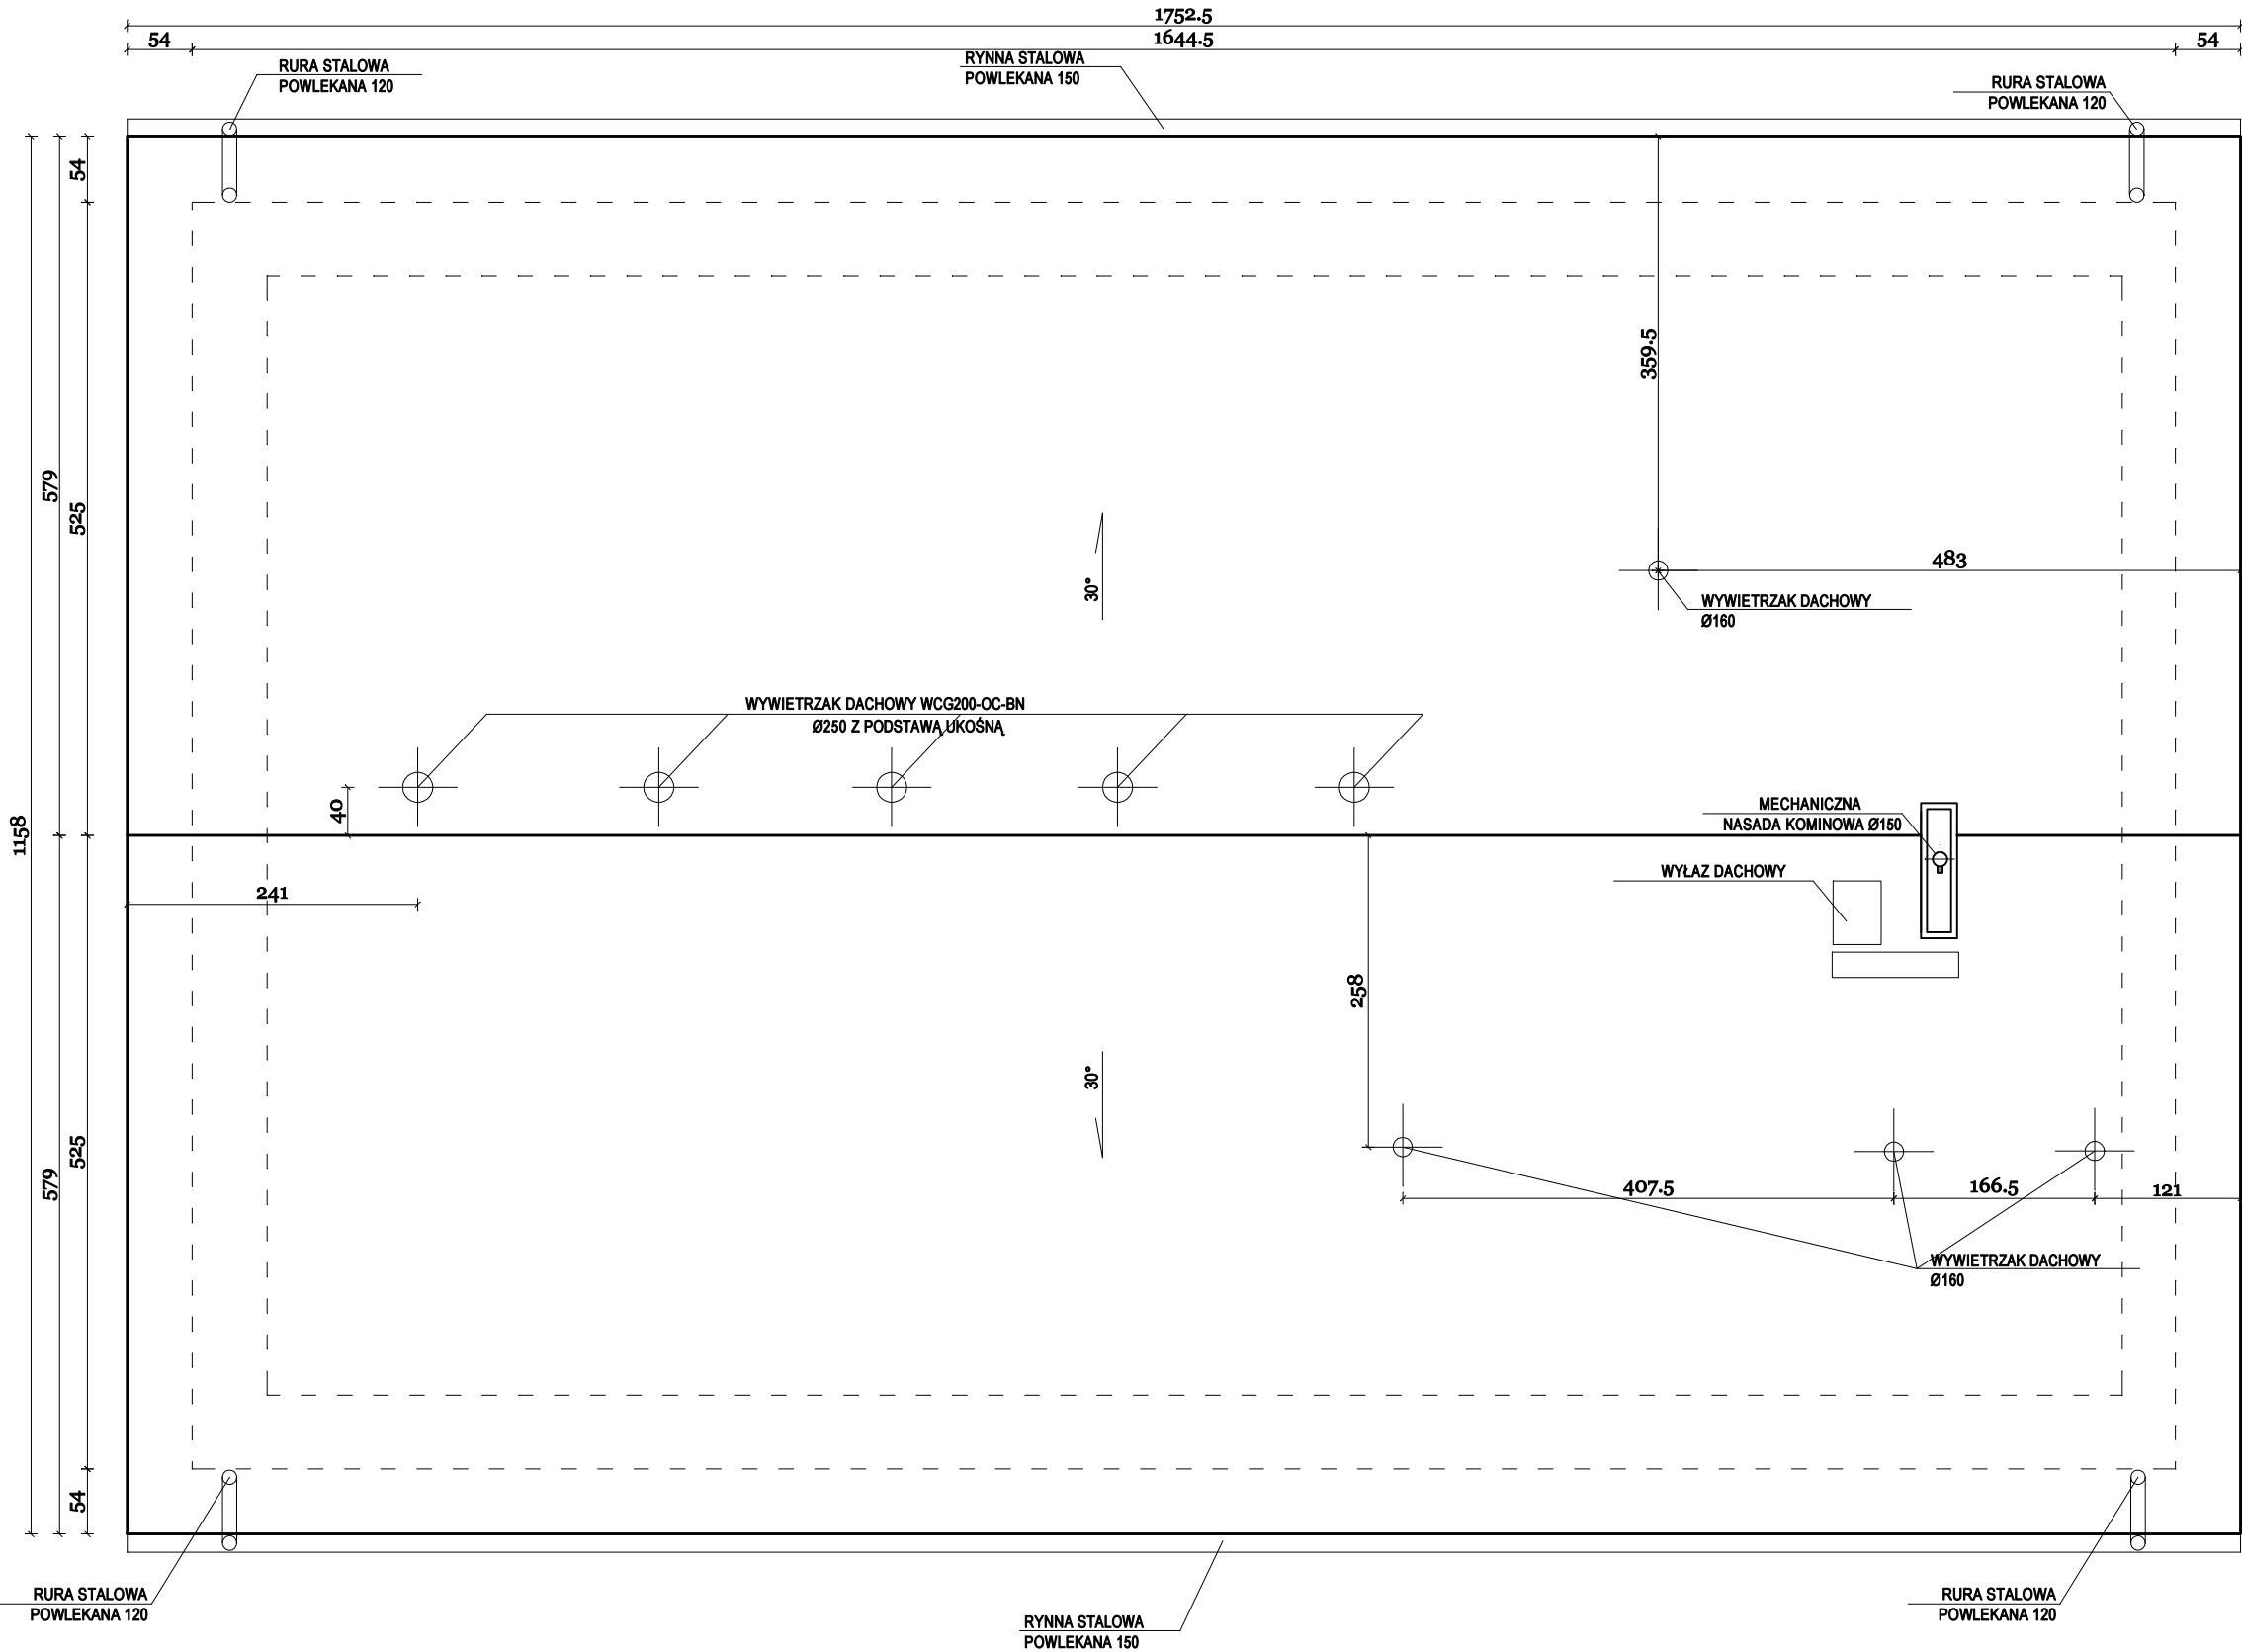 1752.5
54
1644.5
54
RURA STALOWA
POWLEKANA 120
RYNNA STALOWA
POWLEKANA 150
RURA STALOWA
POWLEKANA 120
54
359.5
579
525
483
30°
WYWIETRZAK DACHOWY
Ø160
WYWIETRZAK DACHOWY WCG200-OC-BN
Ø250 Z PODSTAWĄ UKOŚNĄ
40
MECHANICZNA
NASADA KOMINOWA Ø150
1158
WYŁAZ DACHOWY
241
258
30°
525
579
407.5
166.5
121
WYWIETRZAK DACHOWY
Ø160
54
RURA STALOWA
POWLEKANA 120
RYNNA STALOWA
POWLEKANA 150
RURA STALOWA
POWLEKANA 120